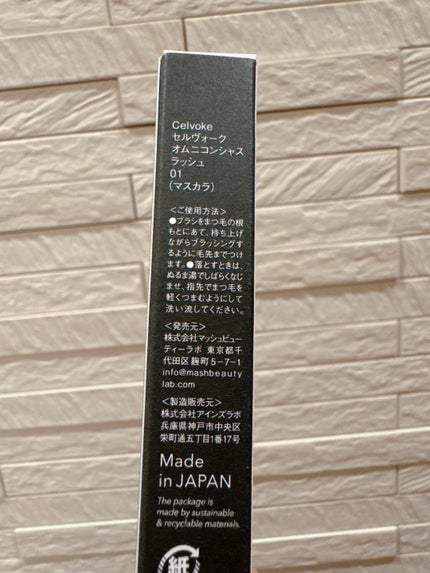 Celvoke
セルヴォーク
オムニコンシャス
ラッシュ
01
(マスカラ)
<ご使用方法>
●ブラシをまつ毛の根
もとにあて、持ち上げ
ながらブラッシングす
るように毛先までつけ
ます。●落とすときは、
ぬるま湯でしばらくなじ
ませ、指先でまつ毛を
軽くつまむようにして
洗い流してください。
<発売元>
株式会社マッシュビュー
ティーラボ 東京都千
代田区麹町5-7-1
info@mashbeauty
lab.com
<製造販売元>
株式会社アインズラボ
兵庫県神戸市中央区
栄町通五丁目1番17号
Made
in JAPAN
The package is
made by sustainable
& recyclable materials.
紙